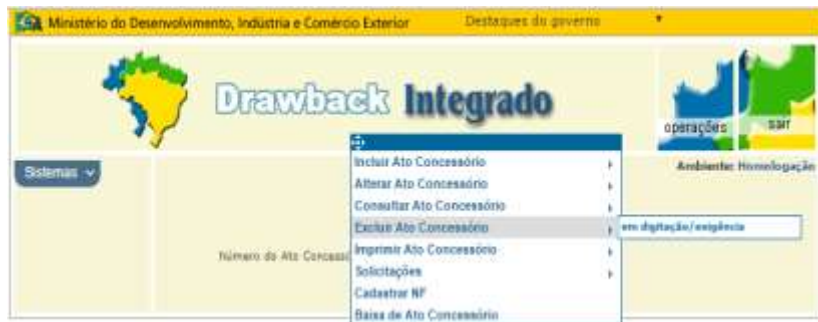 Ministério do Desenvolvimento, Indústria e Comércio Exterior
Destaques do governo
Drawback Integrado
operações
sair
Sistemas
Ambiente: Homologação
Incluir Ato Concessório
Alterar Ato Concessório
Consultar Ato Concessório
Excluir Ato Concessório
em digitação/exigência
Número do Ato Concessó
Imprimir Ato Concessório
Solicitações
Cadastrar NF
Baixa de Ato Concessório